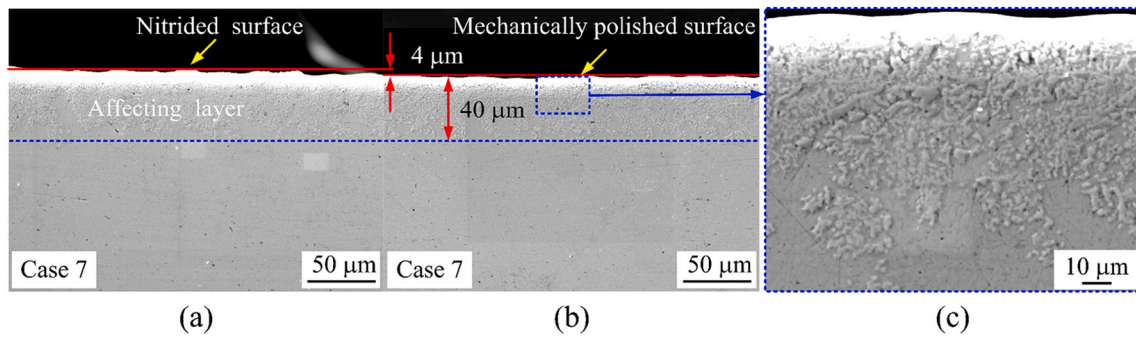 Nitrided surface
Mechanically polished surface
4 μm
Affecting layer
40 μm
Case 7
50 μm
Case 7
50 μm
10 μm
(a)
(b)
(c)